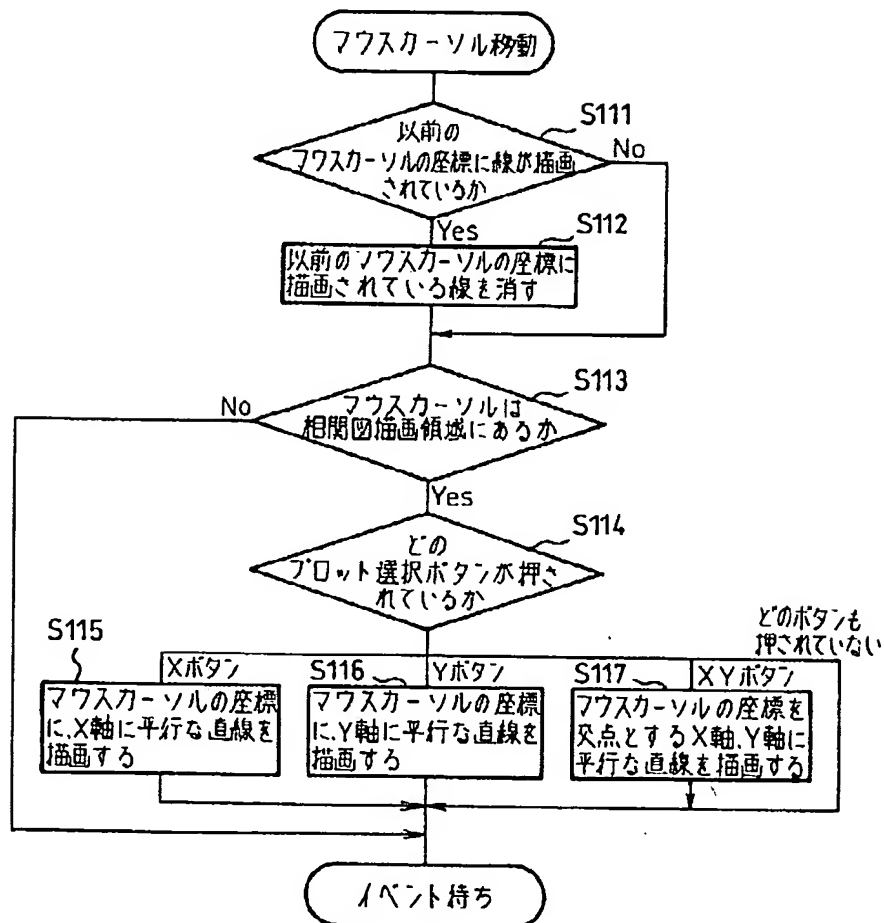 マウスカーソル移動
S111
以前の
マウスカーソルの座標に線が描画
されているか
No
Yes
S112
以前のマウスカーソルの座標に
描画されている線を消す
S113
No
マウスカーソルは
相関図描画領域にあるか
Yes
S114
どの
プロット選択ボタンが押さ
れているか
どのボタンも
押されていない
S115
Xボタン
マウスカーソルの座標
に、X軸に平行な直線を
描画する
S116
Yボタン
マウスカーソルの座標
に、Y軸に平行な直線を
描画する
S117
XYボタン
マウスカーソルの座標を
交点とするX軸、Y軸に
平行な直線を描画する
イベント待ち